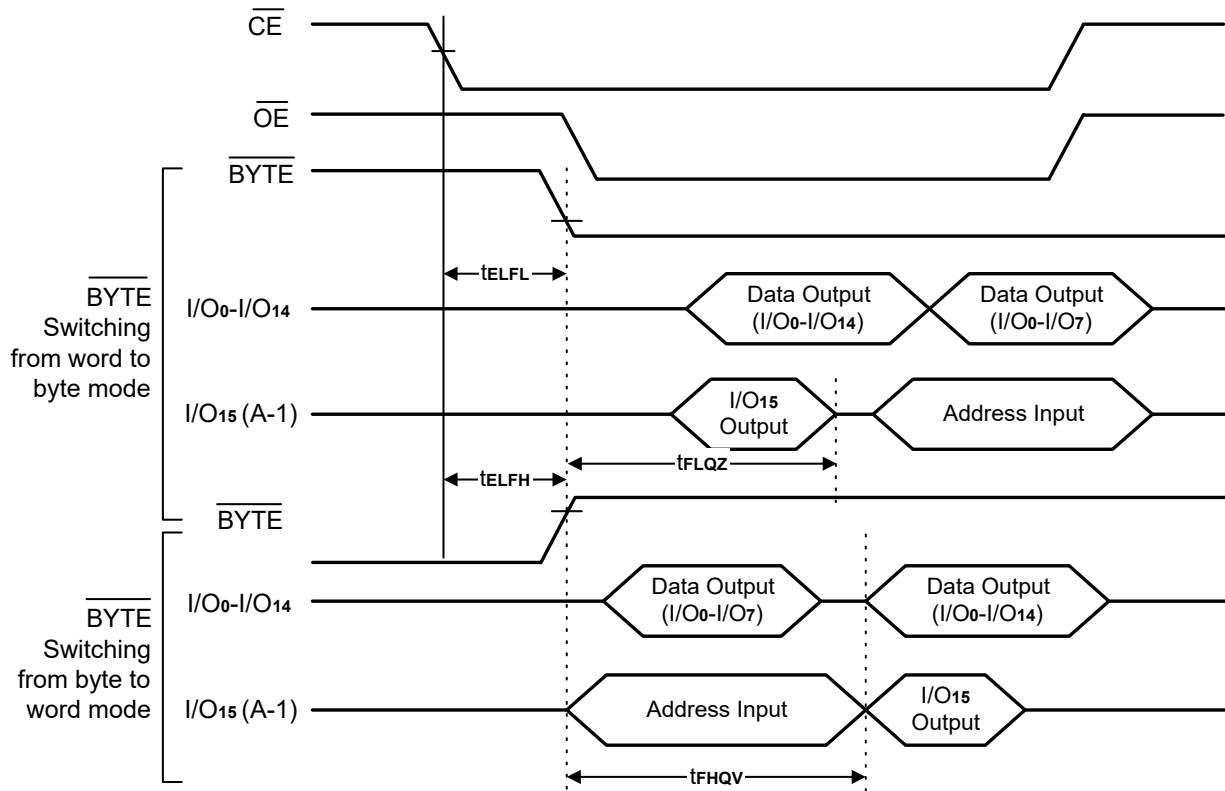 CE
OE
BYTE
tELFL
BYTE
Switching
from word to
byte mode
I/O0-I/O14
Data Output
(I/O0-I/O14)
Data Output
(I/O0-I/O7)
I/O15 (A-1)
I/O15
Output
Address Input
tELFH
tFLQZ
BYTE
BYTE
Switching
from byte to
word mode
I/O0-I/O14
Data Output
(I/O0-I/O7)
Data Output
(I/O0-I/O14)
I/O15 (A-1)
Address Input
I/O15
Output
tFHQV